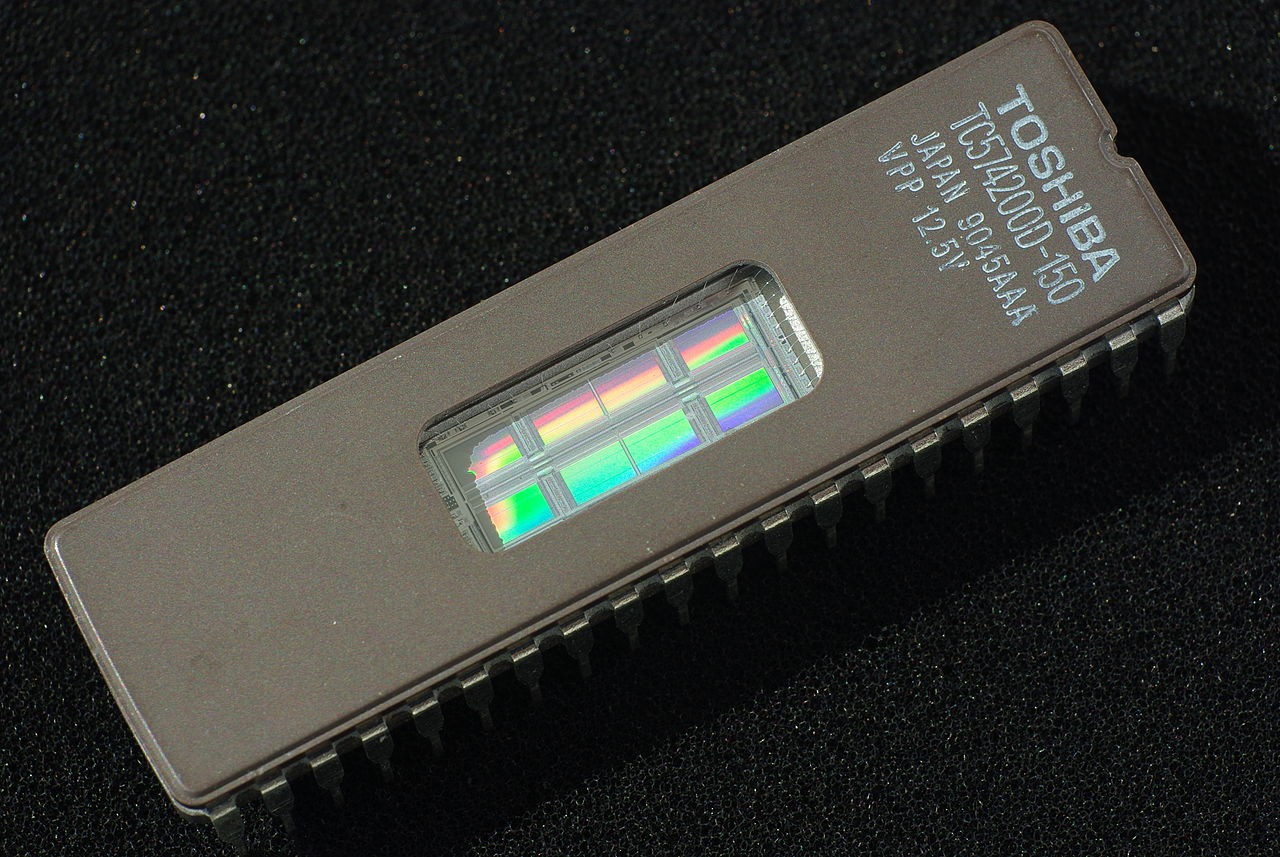 TOSHIBA
TC574200D-150
JAPAN 9045AAA
VPP 12.5V